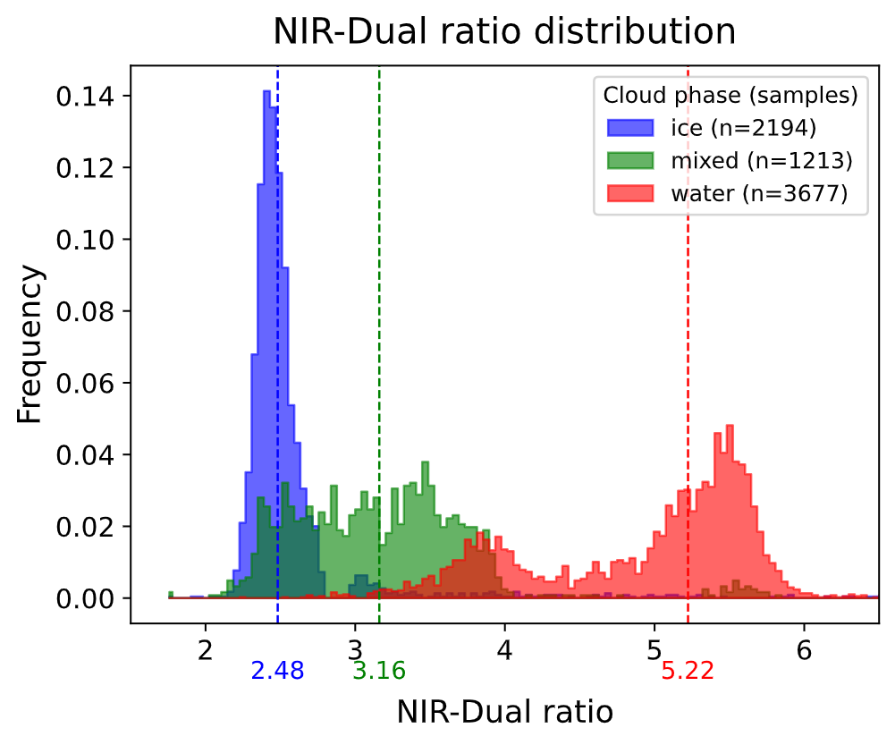 NIR-Dual ratio distribution
Cloud phase (samples)
ice (n=2194)
mixed (n=1213)
water (n=3677)
Frequency
0.14
0.12
0.10
0.08
0.06
0.04
0.02
0.00
2 3 4 5 6
2.48 3.16 5.22
NIR-Dual ratio